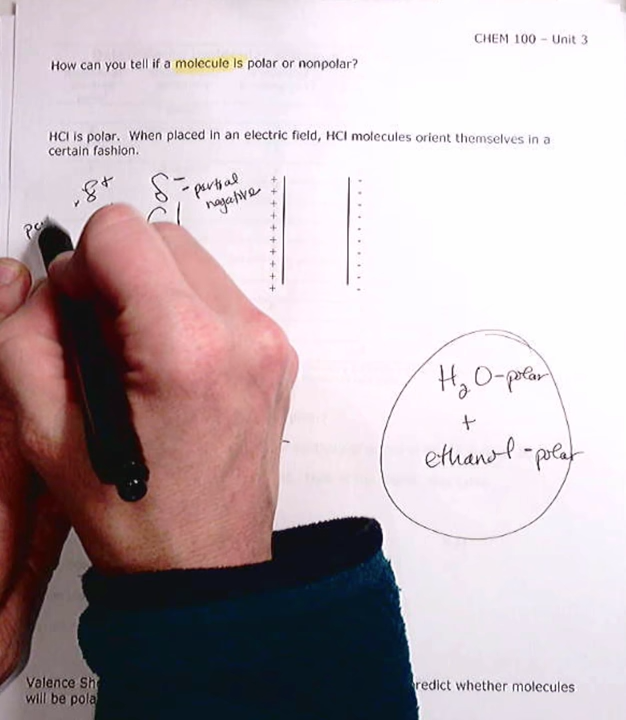 CHEM 100 – Unit 3
How can you tell if a molecule is polar or nonpolar?
HCl is polar. When placed in an electric field, HCl molecules orient themselves in a
certain fashion.
δ+ δ- - partial
negative
Cl
H₂O-polar
+
ethanol-polar
Valence
redict whether molecules
will be